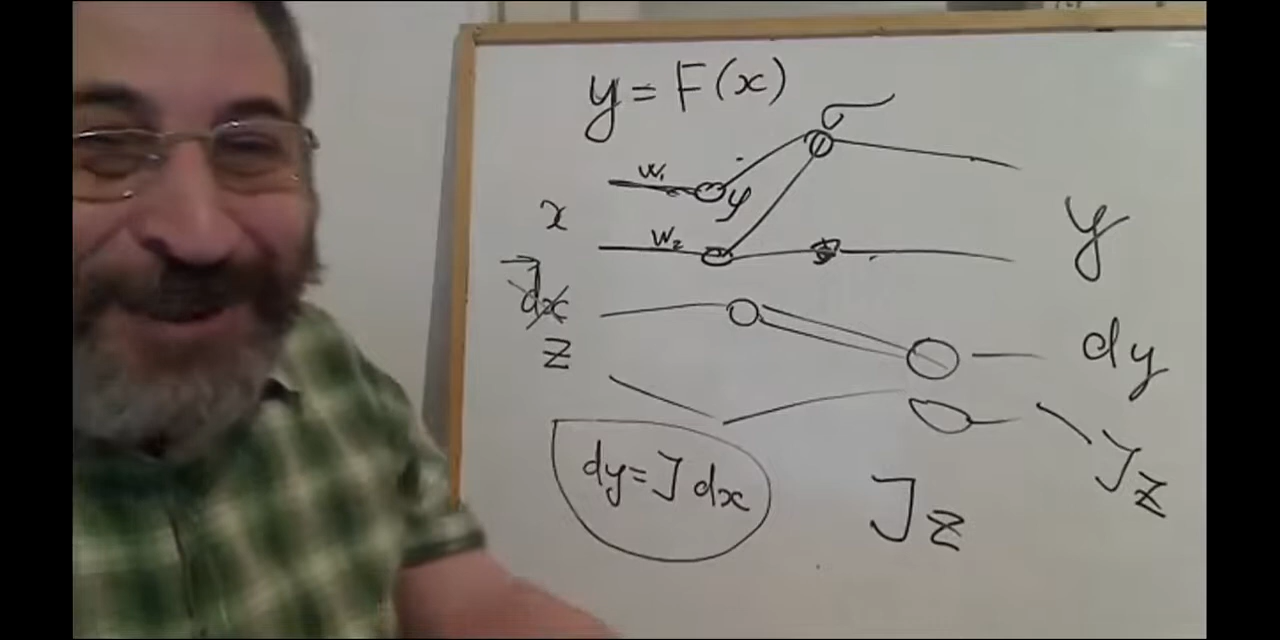 y = F(x)
σ
w₁
y
x
w₂
y
dx
z
dy
dy = J dx
Jz
Jz